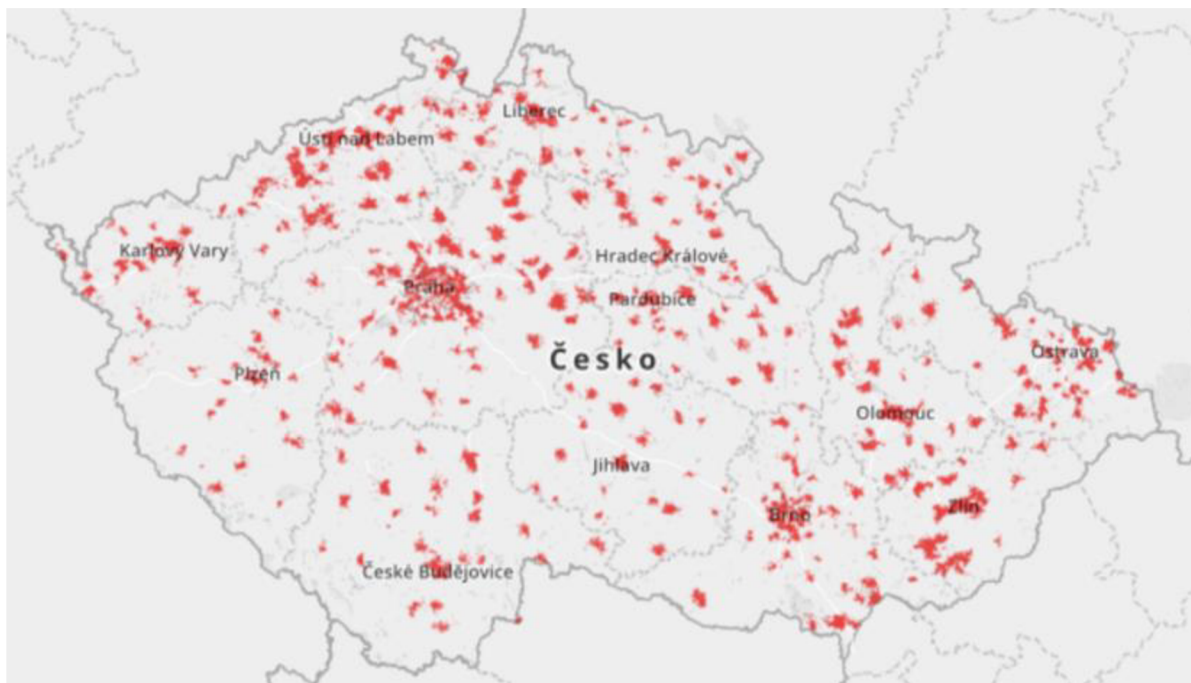 Liberec
Ústí nad Labem
Karlovy Vary
Hradec Králové
Praha
Pardubice
Česko
Ostrava
Plzeň
Olomouc
Jihlava
Zlín
Brno
České Budějovice